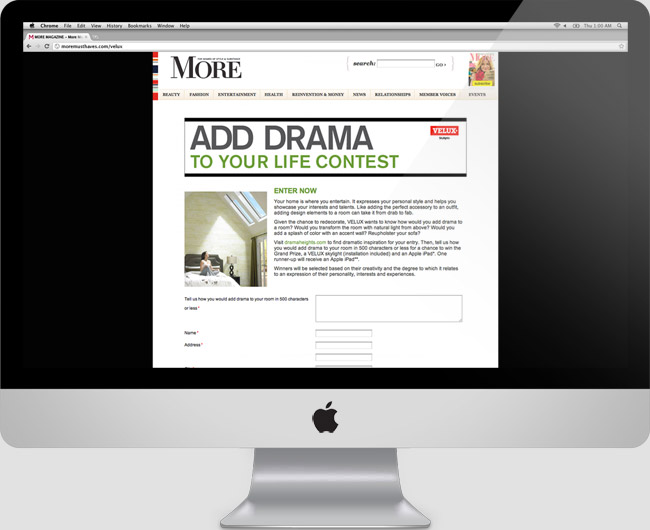 Chrome File Edit View History Bookmarks Window Help
Thu 1:00 AM
MORE MAGAZINE – More M
moremusthaves.com/velux
MORE
search:
GO >
BEAUTY FASHION ENTERTAINMENT HEALTH REINVENTION & MONEY NEWS RELATIONSHIPS MEMBER VOICES EVENTS
ADD DRAMA
TO YOUR LIFE CONTEST
VELUX
ENTER NOW
Your home is where you entertain. It expresses your personal style and helps you
showcase your interests and talents. Like adding the perfect accessory to an outfit,
adding design elements to a room can take it from drab to fab.
Given the chance to redecorate, VELUX wants to know how would you add drama to
a room? Would you transform the room with natural light from above? Would you
add a splash of color with an accent wall? Reupholster your sofa?
Visit dramaheights.com to find dramatic inspiration for your entry. Then, tell us how
you would add drama to a room in 500 characters or less for a chance to win the
Grand Prize, a VELUX skylight (installation included) and an Apple iPad*. One
runner-up will receive an Apple iPad**.
Winners will be selected based on their creativity and the degree to which it relates
to an expression of their personality, interests and experiences.
Tell us how you would add drama to your room in 500 characters
or less *
Name *
Address *